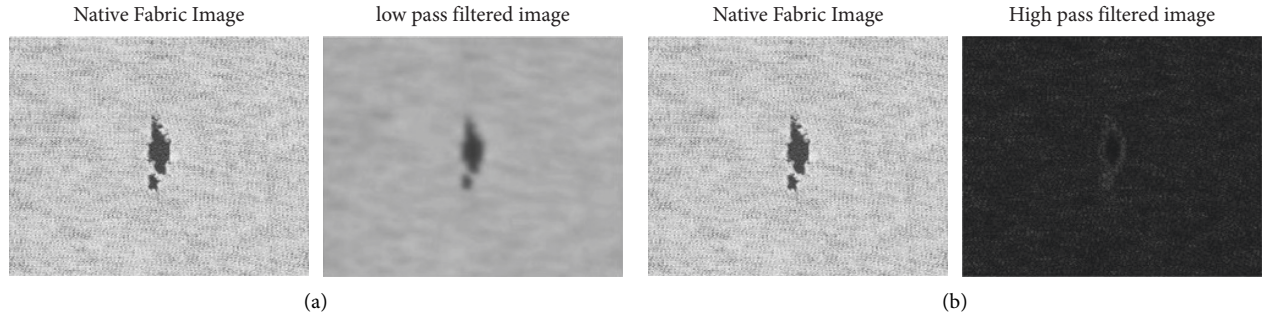 Native Fabric Image
low pass filtered image
Native Fabric Image
High pass filtered image
(a)
(b)